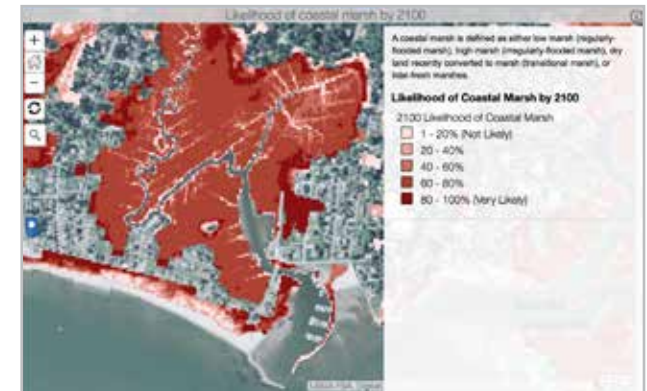 Likelihood of coastal marsh by 2100
A coastal marsh is defined as either low marsh (regularly-
flooded marsh), high marsh (irregularly-flooded marsh), dry
land recently converted to marsh (transitional marsh), or
tidal-fresh marshes.
Likelihood of Coastal Marsh by 2100
2100 Likelihood of Coastal Marsh
1 - 20% (Not Likely)
20 - 40%
40 - 60%
60 - 80%
80 - 100% (Very Likely)